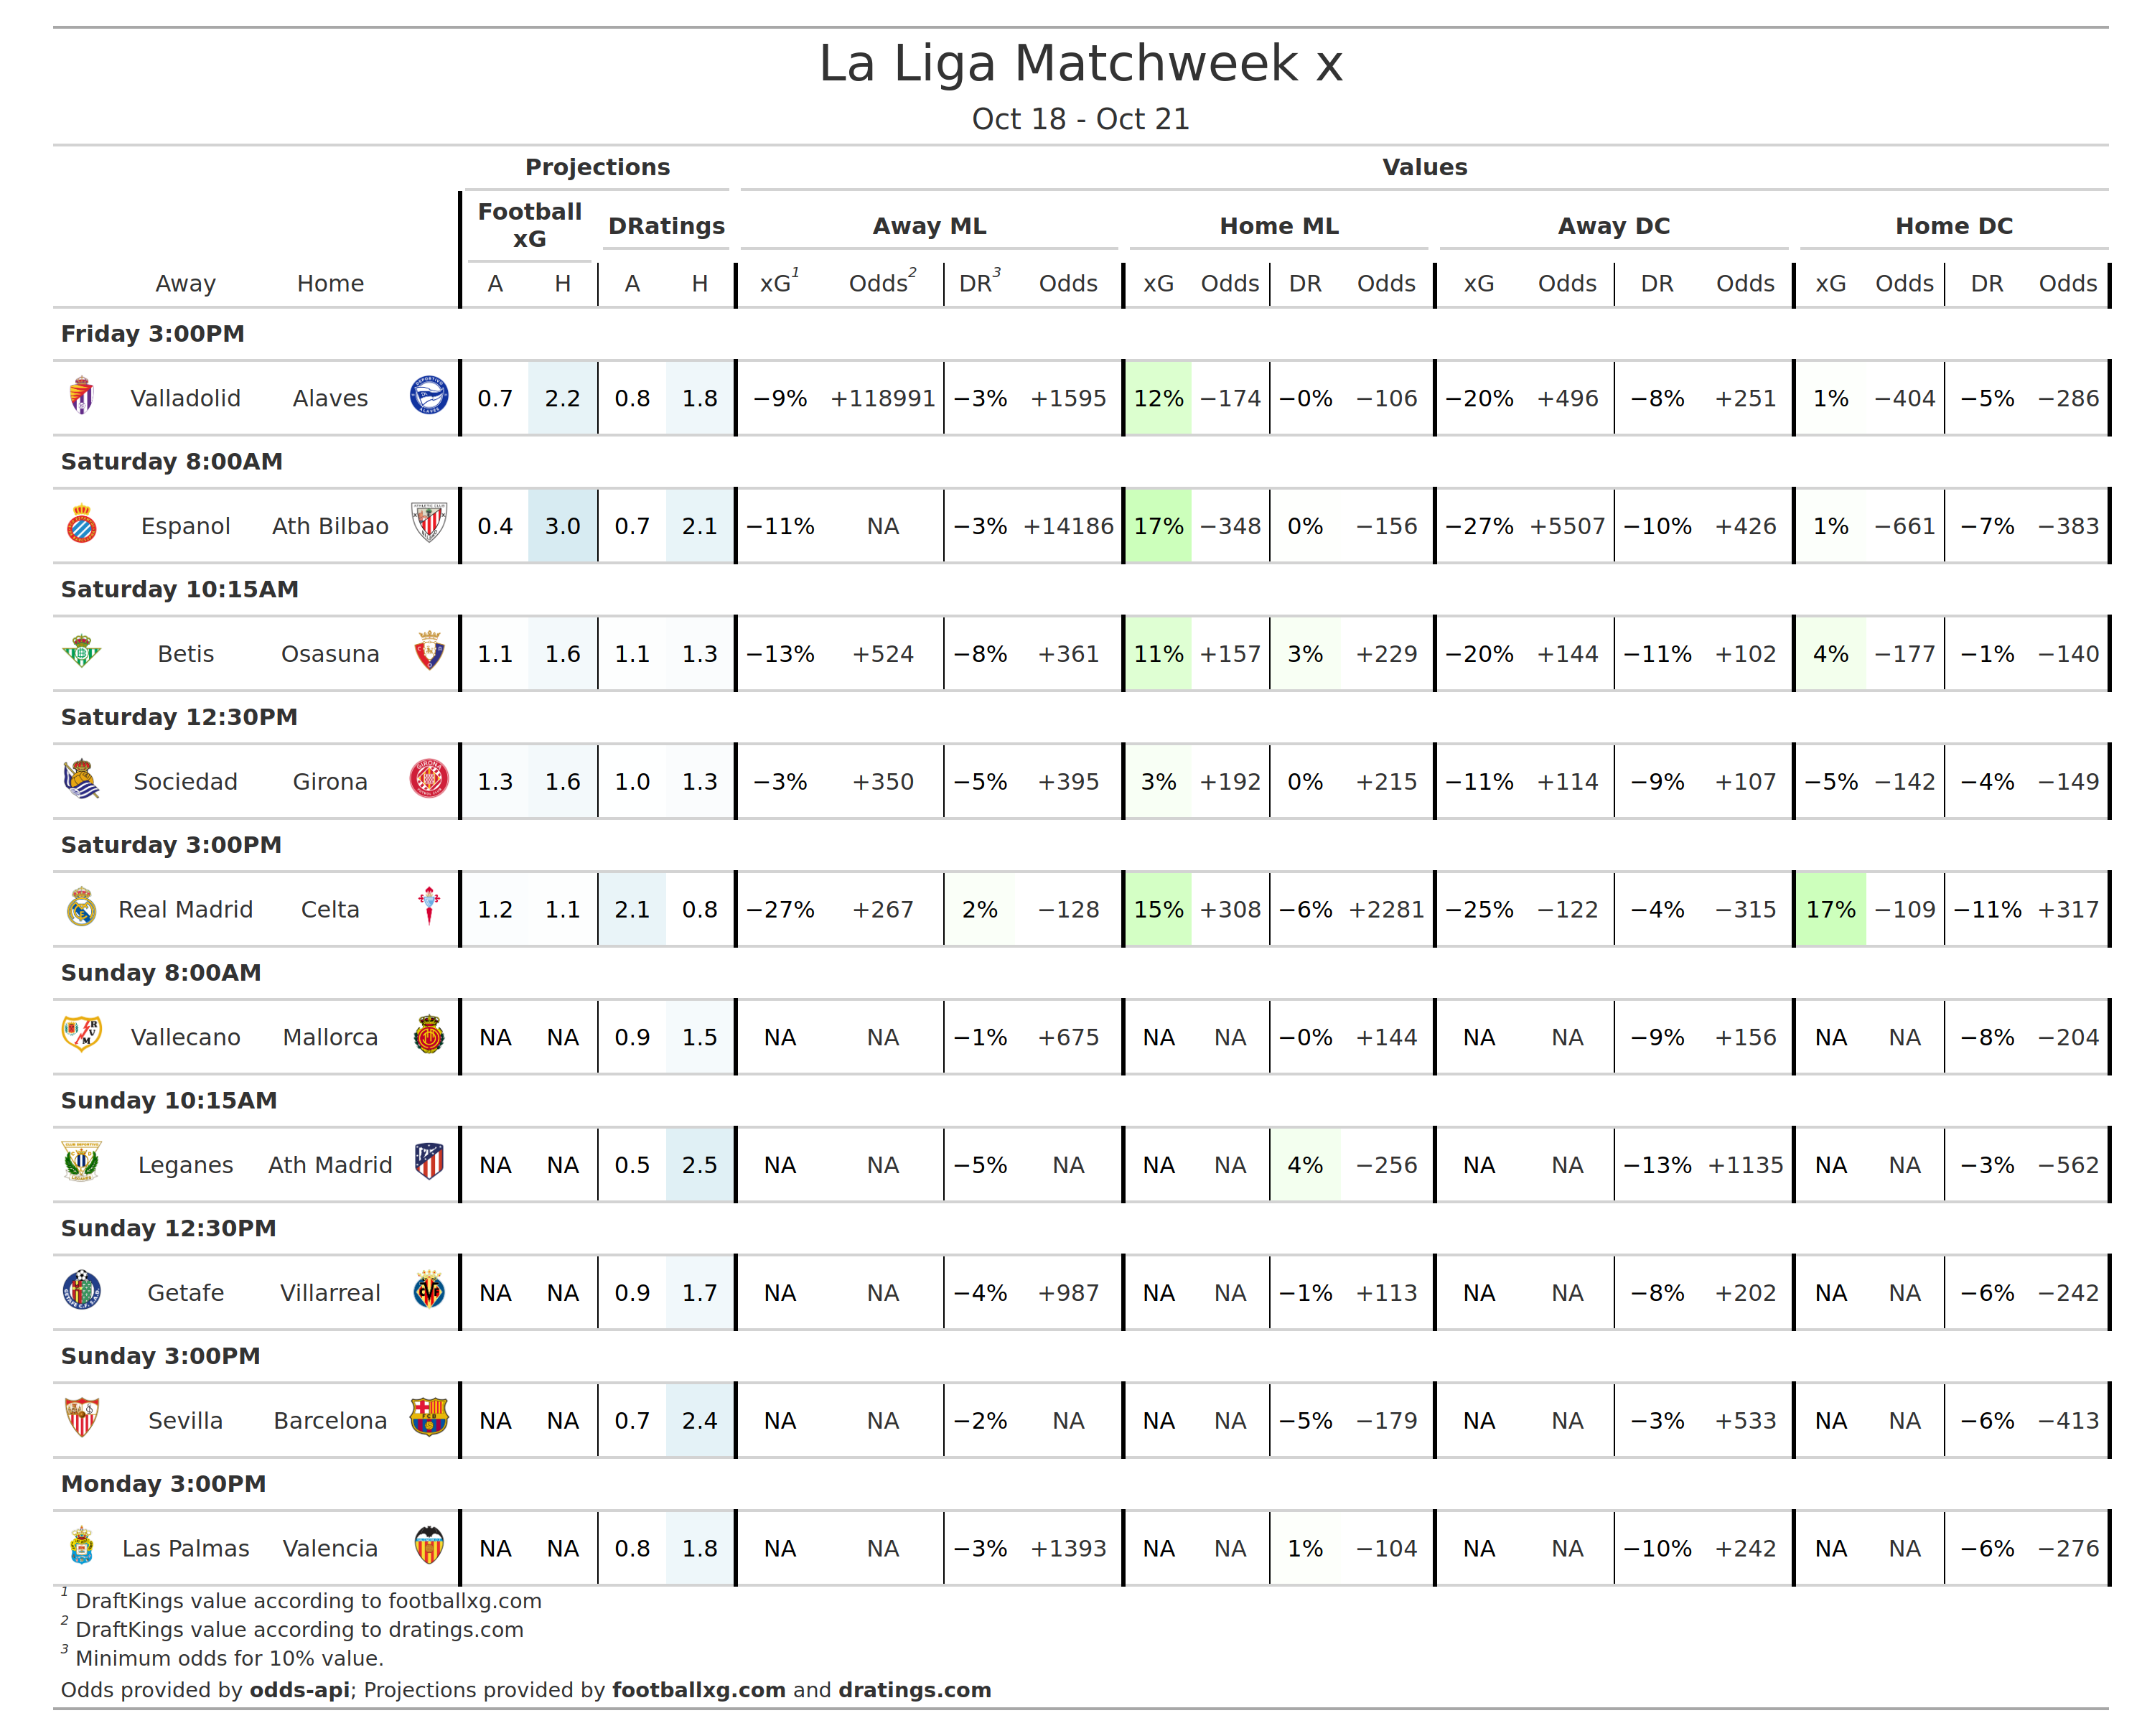 La Liga Matchweek x
Oct 18 - Oct 21
Projections Values
Football xG DRatings Away ML Home ML Away DC Home DC
Away Home A H A H xG1 Odds2 DR3 Odds xG Odds DR Odds xG Odds DR Odds xG Odds DR Odds
Friday 3:00PM
Valladolid Alaves 0.7 2.2 0.8 1.8 −9% +118991 −3% +1595 12% −174 −0% −106 −20% +496 −8% +251 1% −404 −5% −286
Saturday 8:00AM
Espanol Ath Bilbao 0.4 3.0 0.7 2.1 −11% NA −3% +14186 17% −348 0% −156 −27% +5507 −10% +426 1% −661 −7% −383
Saturday 10:15AM
Betis Osasuna 1.1 1.6 1.1 1.3 −13% +524 −8% +361 11% +157 3% +229 −20% +144 −11% +102 4% −177 −1% −140
Saturday 12:30PM
Sociedad Girona 1.3 1.6 1.0 1.3 −3% +350 −5% +395 3% +192 0% +215 −11% +114 −9% +107 −5% −142 −4% −149
Saturday 3:00PM
Real Madrid Celta 1.2 1.1 2.1 0.8 −27% +267 2% −128 15% +308 −6% +2281 −25% −122 −4% −315 17% −109 −11% +317
Sunday 8:00AM
Vallecano Mallorca NA NA 0.9 1.5 NA NA −1% +675 NA NA −0% +144 NA NA −9% +156 NA NA −8% −204
Sunday 10:15AM
Leganes Ath Madrid NA NA 0.5 2.5 NA NA −5% NA NA NA 4% −256 NA NA −13% +1135 NA NA −3% −562
Sunday 12:30PM
Getafe Villarreal NA NA 0.9 1.7 NA NA −4% +987 NA NA −1% +113 NA NA −8% +202 NA NA −6% −242
Sunday 3:00PM
Sevilla Barcelona NA NA 0.7 2.4 NA NA −2% NA NA NA −5% −179 NA NA −3% +533 NA NA −6% −413
Monday 3:00PM
Las Palmas Valencia NA NA 0.8 1.8 NA NA −3% +1393 NA NA 1% −104 NA NA −10% +242 NA NA −6% −276
1 DraftKings value according to footballxg.com
2 DraftKings value according to dratings.com
3 Minimum odds for 10% value.
Odds provided by odds-api; Projections provided by footballxg.com and dratings.com